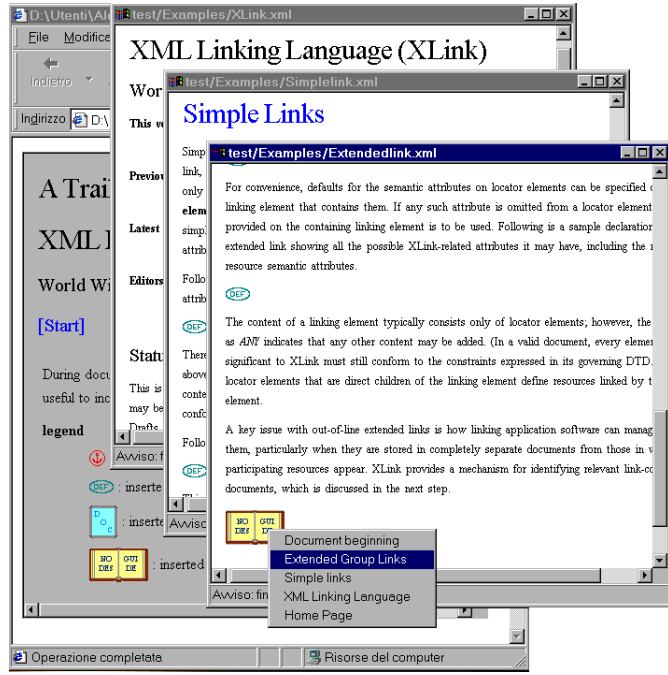 D:\Utenti\Al
File Modifica
Indietro
Indirizzo D:\
A Trai
XML
World Wi
[Start]
During docu
useful to inc
legend
DEF : inserte
D o c : inserte
NO DES GUI DE : inserted
Operazione completata
Risorse del computer
test/Examples/XLink.xml
XML Linking Language (XLink)
Wor
This ve
Previou
Latest
Editors
Statu
This is
may be
Drafts
Avviso: f
test/Examples/Simplelink.xml
Simple Links
Simp
link,
only
elem
simpl
attrib
Follo
attrib
DEF
There
above
conte
confo
Follo
DEF
Avviso
test/Examples/Extendedlink.xml
For convenience, defaults for the semantic attributes on locator elements can be specified
linking element that contains them. If any such attribute is omitted from a locator element
provided on the containing linking element is to be used. Following is a sample declaration
extended link showing all the possible XLink-related attributes it may have, including the
resource semantic attributes.
DEF
The content of a linking element typically consists only of locator elements; however, the
as ANY indicates that any other content may be added. (In a valid document, every elemen
significant to XLink must still conform to the constraints expressed in its governing DTD.
locator elements that are direct children of the linking element define resources linked by t
element.
A key issue with out-of-line extended links is how linking application software can manag
them, particularly when they are stored in completely separate documents from those in w
participating resources appear. XLink provides a mechanism for identifying relevant link-co
documents, which is discussed in the next step.
NO DES GUI DE
Document beginning
Extended Group Links
Simple links
XML Linking Language
Home Page
Avviso: fin